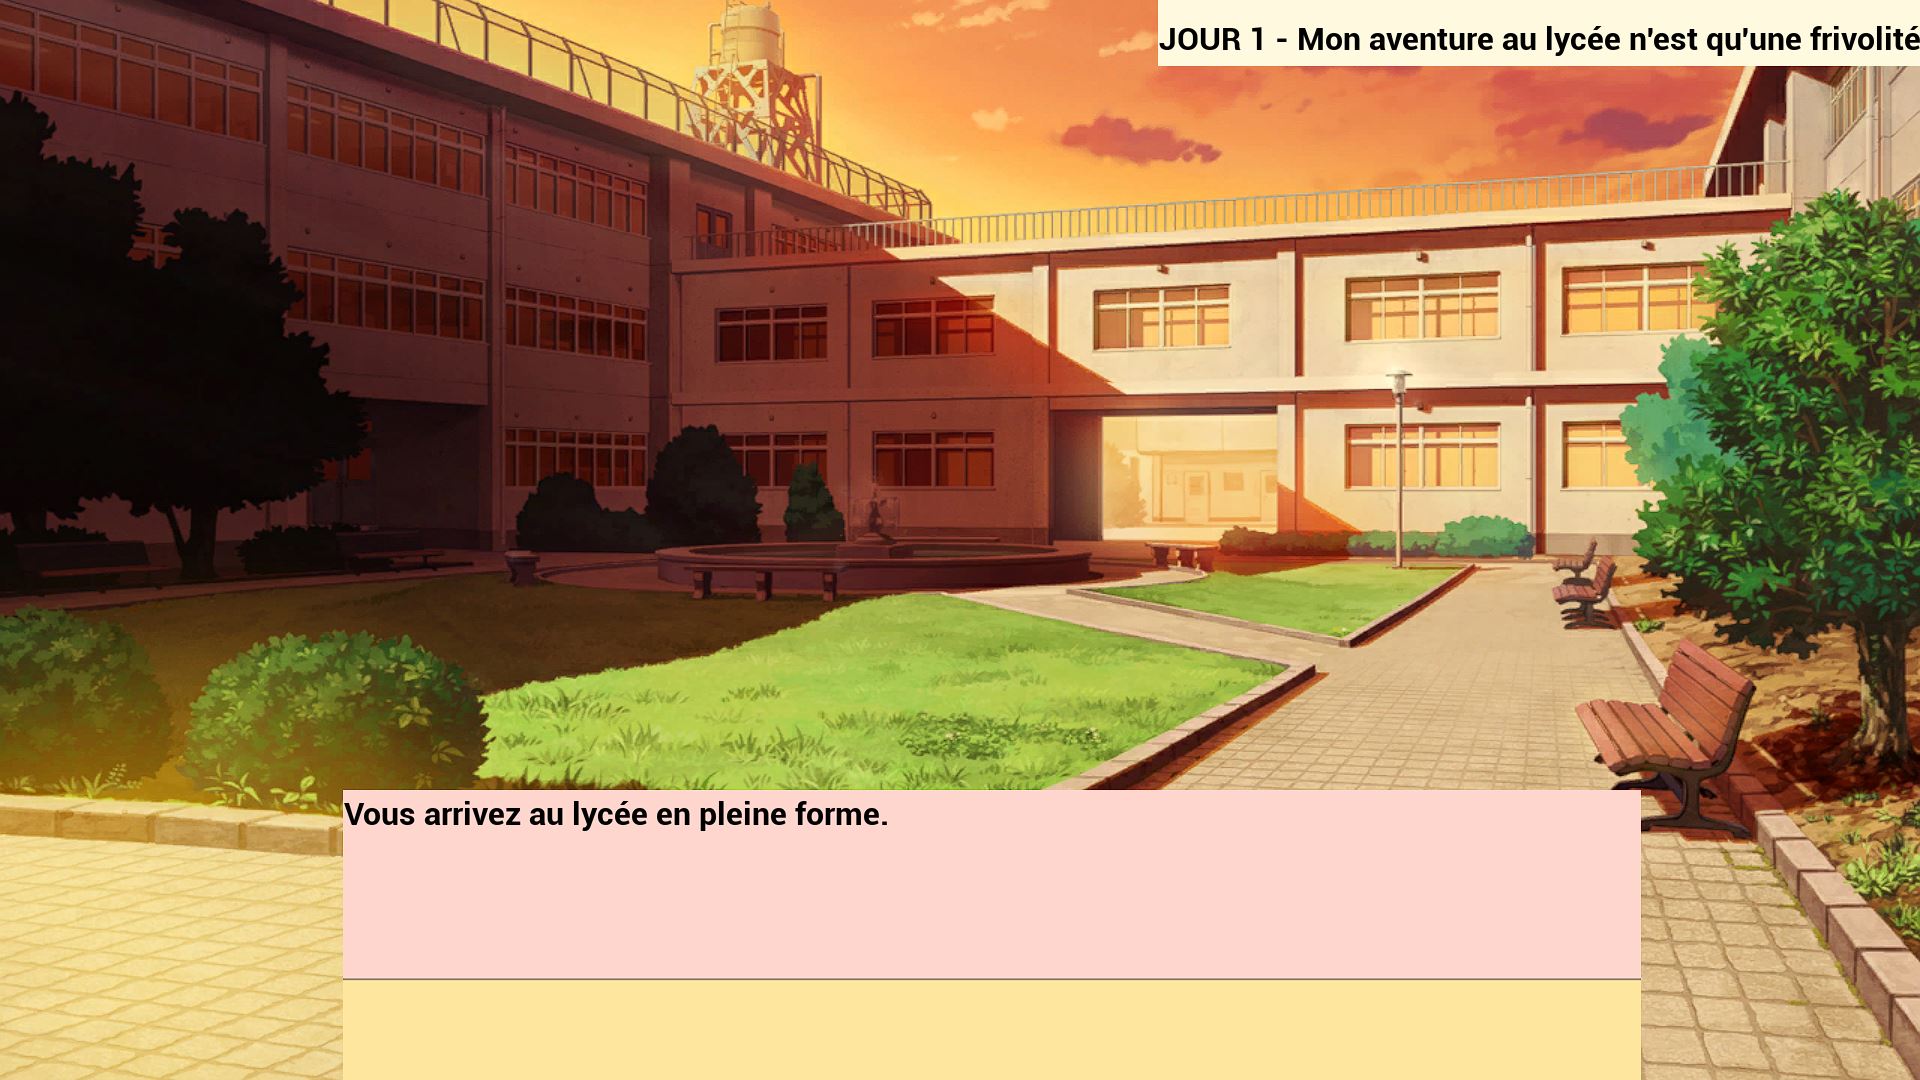 JOUR 1 - Mon aventure au lycée n'est qu'une frivolité
Vous arrivez au lycée en pleine forme.